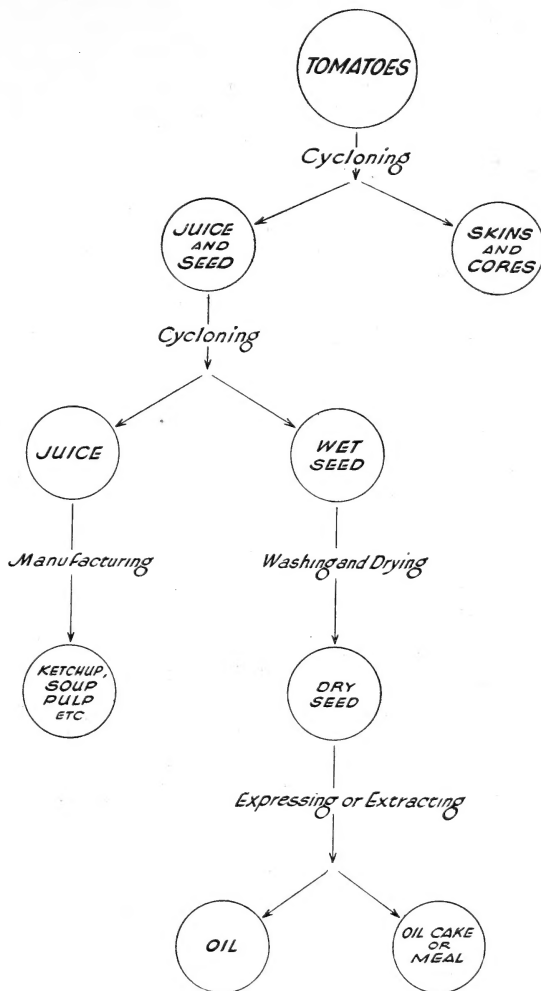 TOMATOES
Cycloning
JUICE
AND
SEED
SKINS
AND
CORES
Cycloning
JUICE
WET
SEED
Manufacturing
Washing and Drying
KETCHUP,
SOUP
PULP
ETC
DRY
SEED
Expressing or Extracting
OIL
OIL CAKE
OR
MEAL